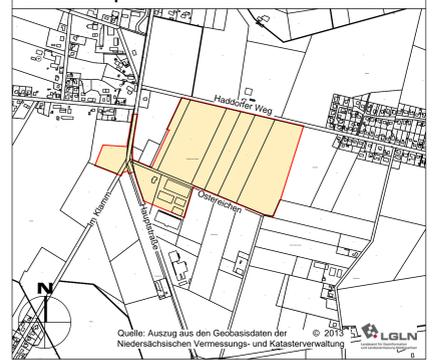 Haddorfer Weg
Ostereichen
Im Klamm
Hauptstraße
N
Quelle: Auszug aus den Geobasisdaten der
Niedersächsischen Vermessungs- und Katasterverwaltung
© 2013
LGLN